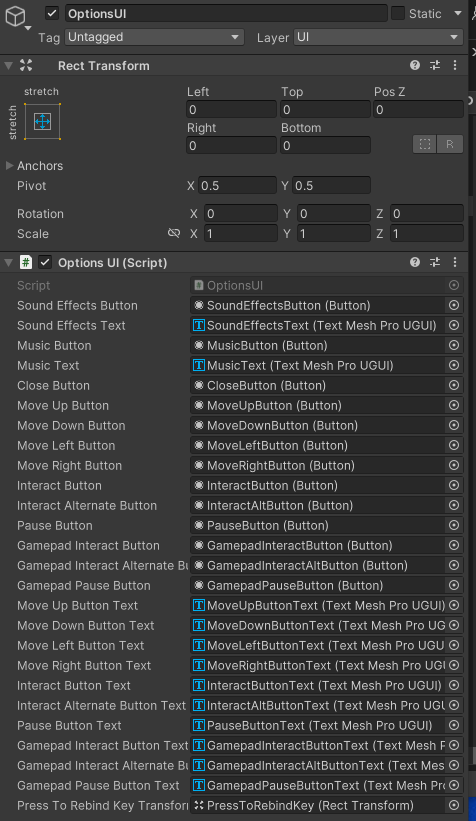 OptionsUI Static
Tag Untagged Layer UI
Rect Transform
stretch Left Top Pos Z
stretch 0 0 0
Right Bottom
0 0 R
Anchors
Pivot X 0.5 Y 0.5
Rotation X 0 Y 0 Z 0
Scale X 1 Y 1 Z 1
# Options UI (Script)
Script # OptionsUI
Sound Effects Button SoundEffectsButton (Button)
Sound Effects Text T SoundEffectsText (Text Mesh Pro UGUI)
Music Button MusicButton (Button)
Music Text T MusicText (Text Mesh Pro UGUI)
Close Button CloseButton (Button)
Move Up Button MoveUpButton (Button)
Move Down Button MoveDownButton (Button)
Move Left Button MoveLeftButton (Button)
Move Right Button MoveRightButton (Button)
Interact Button InteractButton (Button)
Interact Alternate Button InteractAltButton (Button)
Pause Button PauseButton (Button)
Gamepad Interact Button GamepadInteractButton (Button)
Gamepad Interact Alternate Bu GamepadInteractAltButton (Button)
Gamepad Pause Button GamepadPauseButton (Button)
Move Up Button Text T MoveUpButtonText (Text Mesh Pro UGUI)
Move Down Button Text T MoveDownButtonText (Text Mesh Pro UGU
Move Left Button Text T MoveLeftButtonText (Text Mesh Pro UGU
Move Right Button Text T MoveRightButtonText (Text Mesh Pro UG
Interact Button Text T InteractButtonText (Text Mesh Pro UGUI)
Interact Alternate Button Text T InteractAltButtonText (Text Mesh Pro UGU
Pause Button Text T PauseButtonText (Text Mesh Pro UGUI)
Gamepad Interact Button Text T GamepadInteractButtonText (Text Mesh P
Gamepad Interact Alternate Bu T GamepadInteractAltButtonText (Text Mes
Gamepad Pause Button Text T GamepadPauseButtonText (Text Mesh Pro
Press To Rebind Key Transfor PressToRebindKey (Rect Transform)